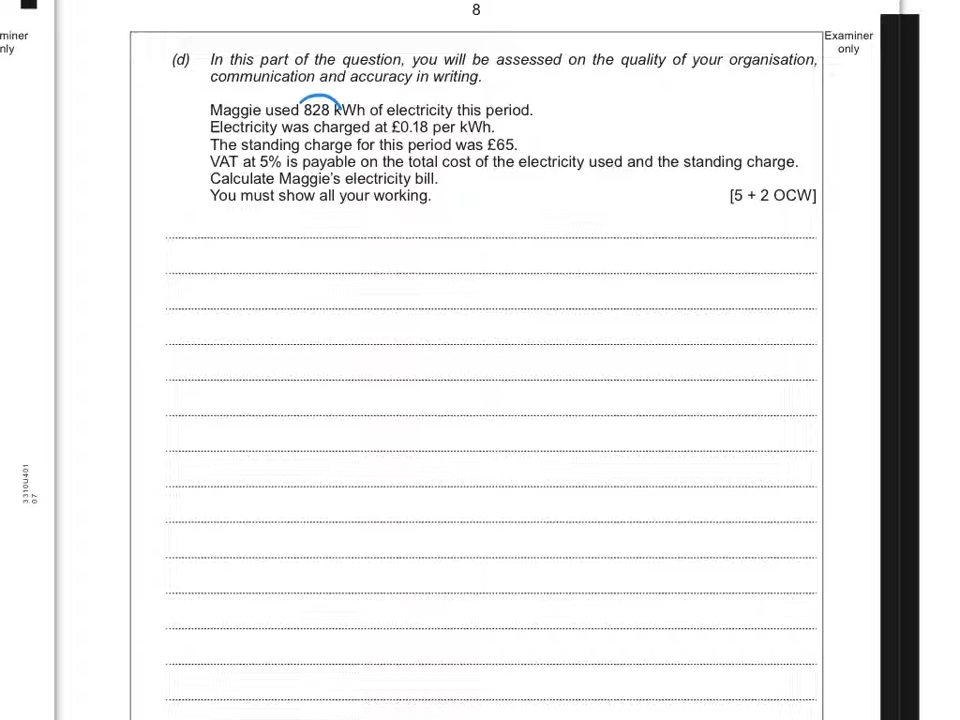 8
miner
nly
Examiner
only
(d) In this part of the question, you will be assessed on the quality of your organisation,
communication and accuracy in writing.
Maggie used 828 kWh of electricity this period.
Electricity was charged at £0.18 per kWh.
The standing charge for this period was £65.
VAT at 5% is payable on the total cost of the electricity used and the standing charge.
Calculate Maggie's electricity bill.
You must show all your working. [5 + 2 OCW]
3310U401
07